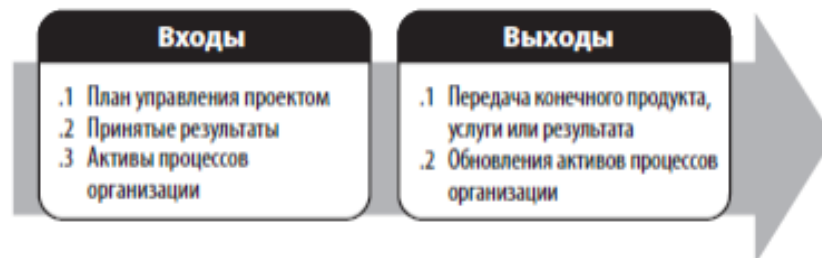 Входы
.1 План управления проектом
.2 Принятые результаты
.3 Активы процессов
организации
Выходы
.1 Передача конечного продукта,
услуги или результата
.2 Обновления активов процессов
организации